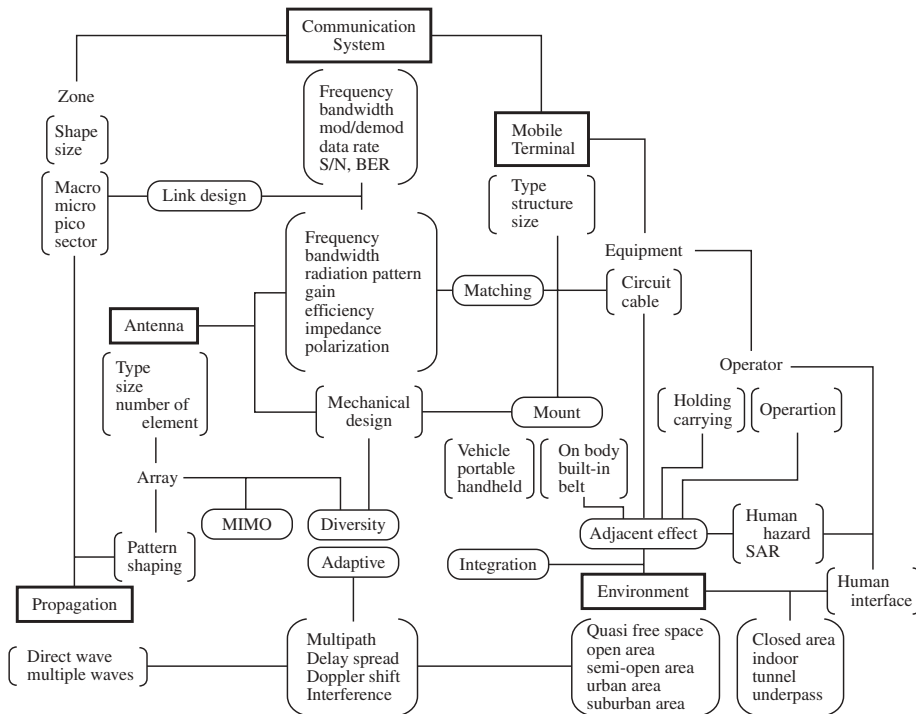 Communication
System
Zone
Shape
size
Macro
micro
pico
sector
Link design
Frequency
bandwidth
mod/demod
data rate
S/N, BER
Mobile
Terminal
Type
structure
size
Equipment
Circuit
cable
Frequency
bandwidth
radiation pattern
gain
efficiency
impedance
polarization
Matching
Antenna
Type
size
number of
element
Mechanical
design
Mount
Operator
Holding
carrying
Operartion
Vehicle
portable
handheld
On body
built-in
belt
Array
MIMO
Diversity
Adaptive
Pattern
shaping
Adjacent effect
Human
hazard
SAR
Integration
Propagation
Environment
Human
interface
Direct wave
multiple waves
Multipath
Delay spread
Doppler shift
Interference
Quasi free space
open area
semi-open area
urban area
suburban area
Closed area
indoor
tunnel
underpass